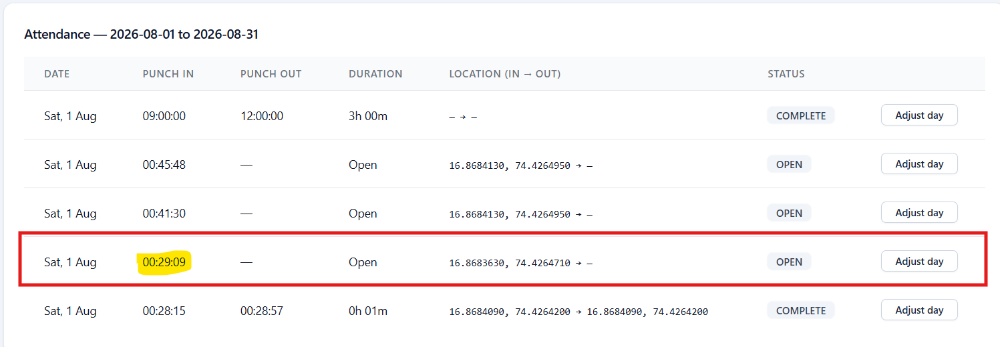 Attendance — 2026-08-01 to 2026-08-31
DATE PUNCH IN PUNCH OUT DURATION LOCATION (IN → OUT) STATUS
Sat, 1 Aug 09:00:00 12:00:00 3h 00m — → — COMPLETE Adjust day
Sat, 1 Aug 00:45:48 — Open 16.8684130, 74.4264950 → — OPEN Adjust day
Sat, 1 Aug 00:41:30 — Open 16.8684130, 74.4264950 → — OPEN Adjust day
Sat, 1 Aug 00:29:09 — Open 16.8683630, 74.4264710 → — OPEN Adjust day
Sat, 1 Aug 00:28:15 00:28:57 0h 01m 16.8684090, 74.4264200 → 16.8684090, 74.4264200 COMPLETE Adjust day